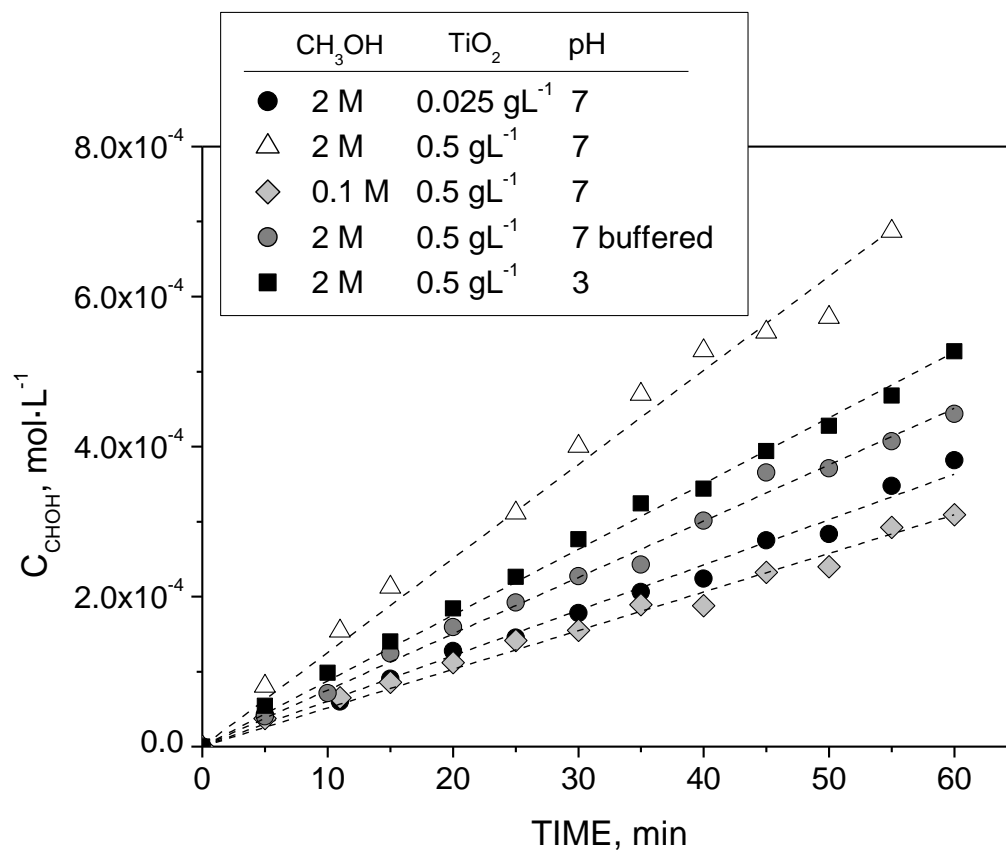 CH₃OH TiO₂ pH
2 M 0.025 gL⁻¹ 7
2 M 0.5 gL⁻¹ 7
0.1 M 0.5 gL⁻¹ 7
2 M 0.5 gL⁻¹ 7 buffered
2 M 0.5 gL⁻¹ 3
8.0x10⁻⁴
6.0x10⁻⁴
4.0x10⁻⁴
2.0x10⁻⁴
0.0
C_CHOH, mol·L⁻¹
0 10 20 30 40 50 60
TIME, min